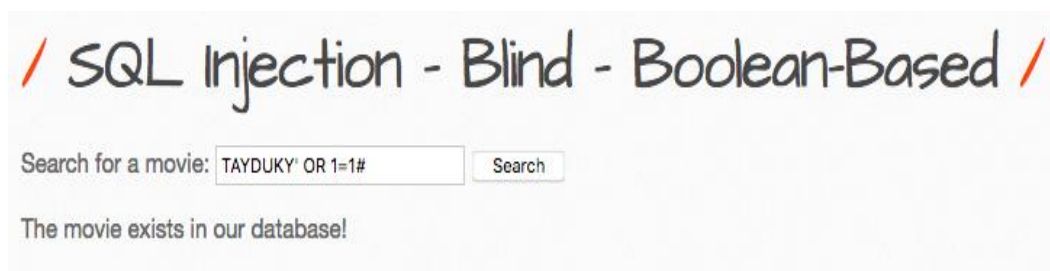 / SQL Injection - Blind - Boolean-Based /
Search for a movie: TAYDUKY' OR 1=1# Search
The movie exists in our database!